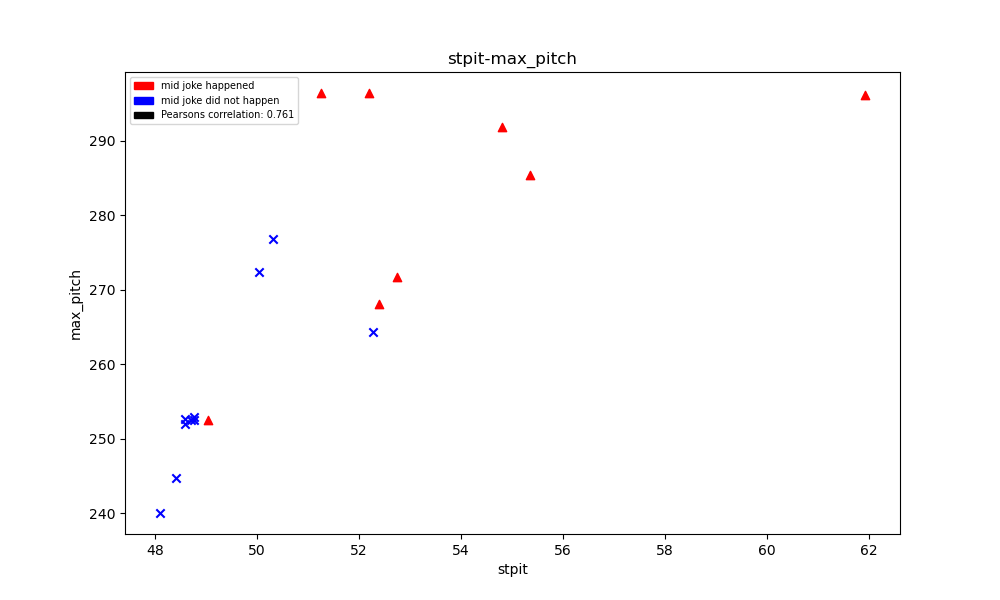 stpit-max_pitch
mid joke happened
mid joke did not happen
Pearsons correlation: 0.761
max_pitch
290
280
270
260
250
240
48 50 52 54 56 58 60 62
stpit